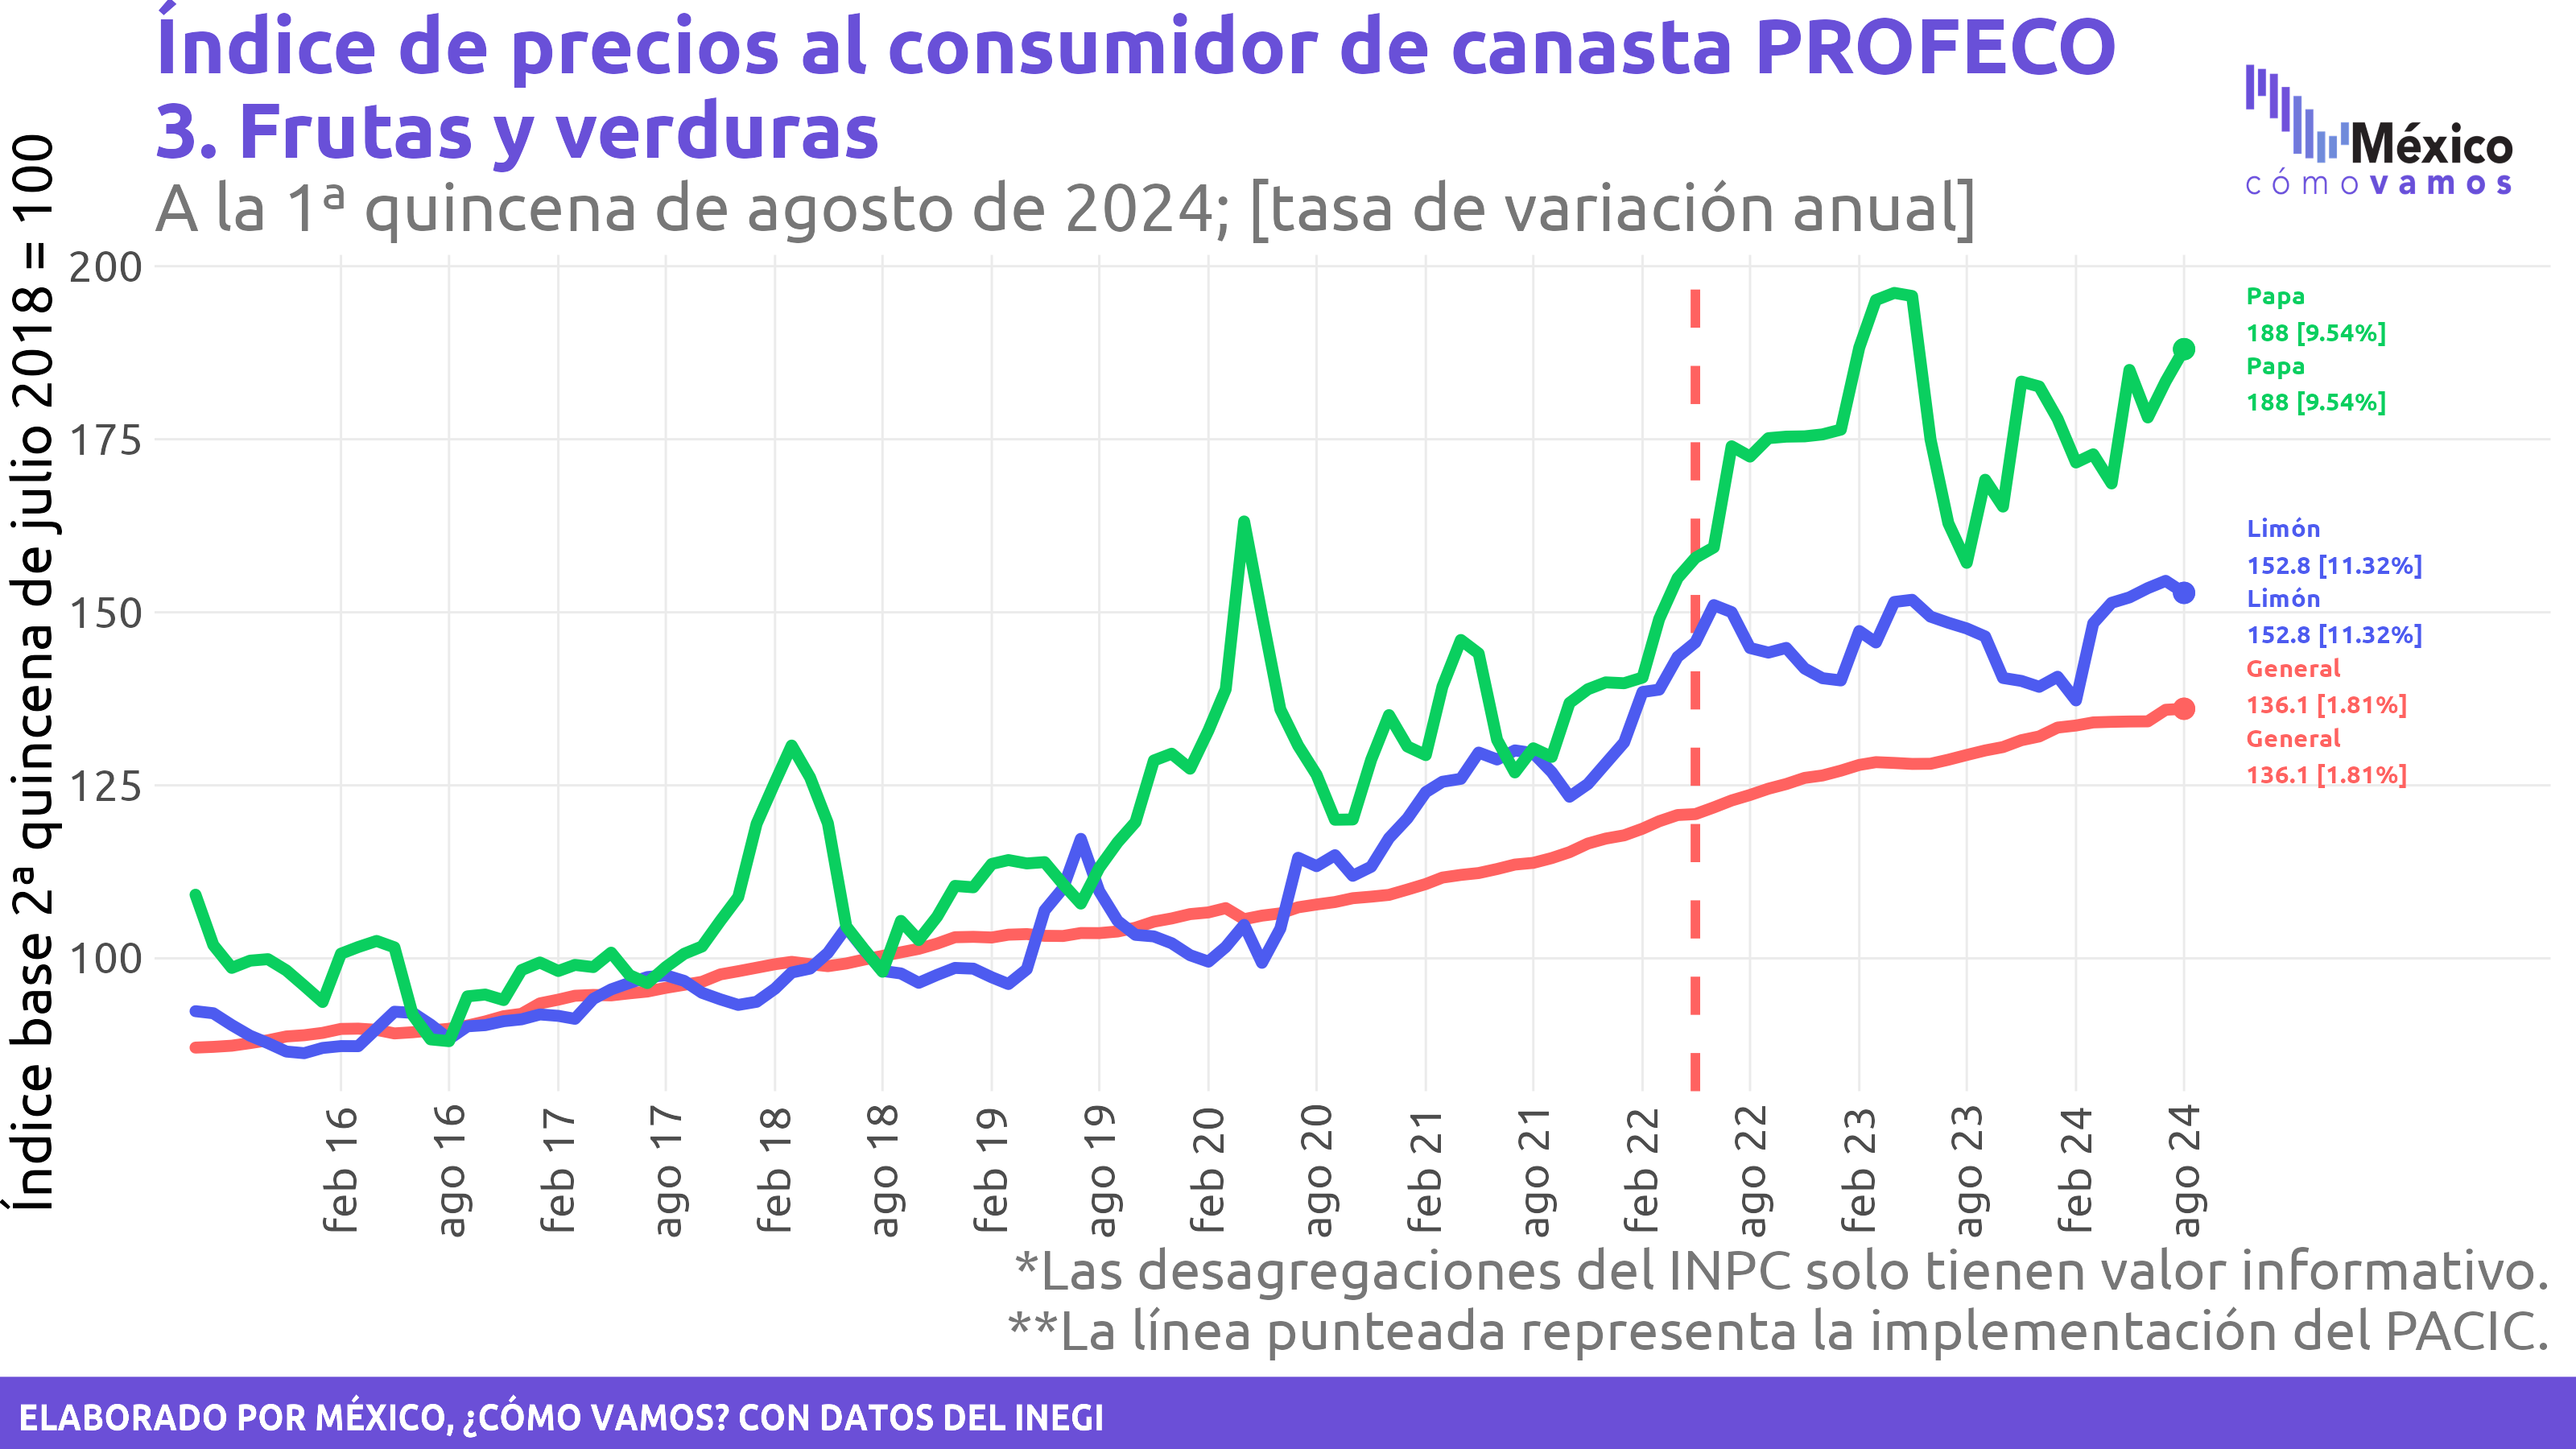 Índice de precios al consumidor de canasta PROFECO
3. Frutas y verduras
A la 1ª quincena de agosto de 2024; [tasa de variación anual]
México
cómo vamos
Índice base 2ª quincena de julio 2018 = 100
200
175
150
125
100
Papa
188 [9.54%]
Papa
188 [9.54%]
Limón
152.8 [11.32%]
Limón
152.8 [11.32%]
General
136.1 [1.81%]
General
136.1 [1.81%]
feb 16
ago 16
feb 17
ago 17
feb 18
ago 18
feb 19
ago 19
feb 20
ago 20
feb 21
ago 21
feb 22
ago 22
feb 23
ago 23
feb 24
ago 24
*Las desagregaciones del INPC solo tienen valor informativo.
**La línea punteada representa la implementación del PACIC.
ELABORADO POR MÉXICO, ¿CÓMO VAMOS? CON DATOS DEL INEGI